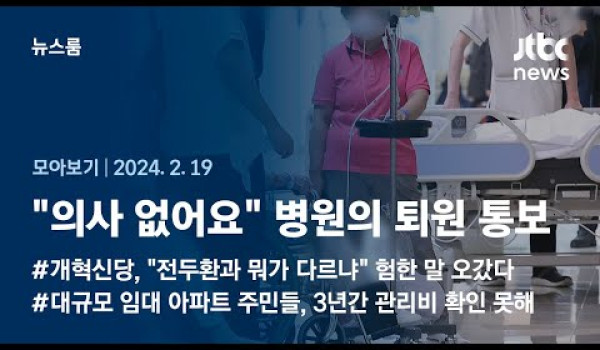 뉴스룸
jtbc
news
모아보기 | 2024. 2. 19
"의사 없어요" 병원의 퇴원 통보
#개혁신당, "전두환과 뭐가 다르냐" 험한 말 오갔다
#대규모 임대 아파트 주민들, 3년간 관리비 확인 못해